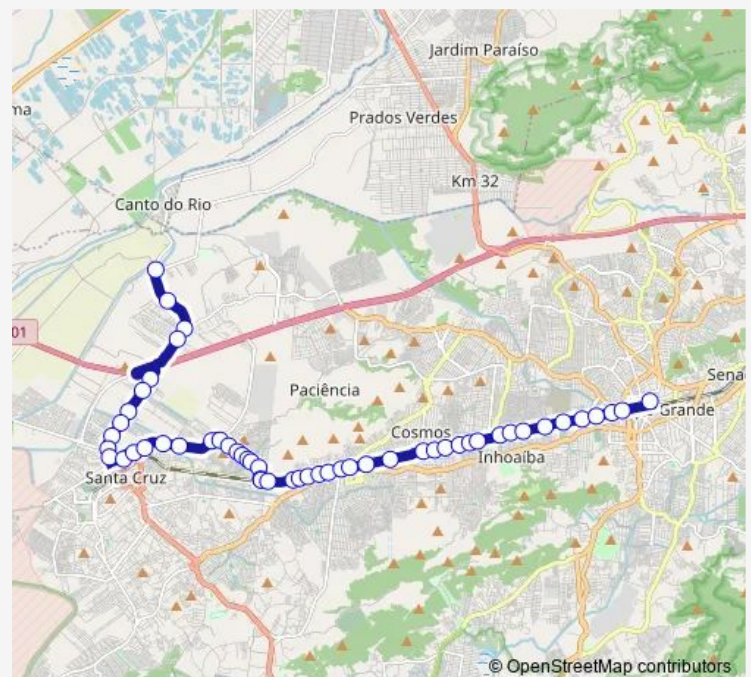 Jardim Paraíso
ma
Prados Verdes
Km 32
Canto do Rio
01
Paciência
Sena
Grande
Cosmos
Inhoaíba
Santa Cruz
© OpenStreetMap contributors